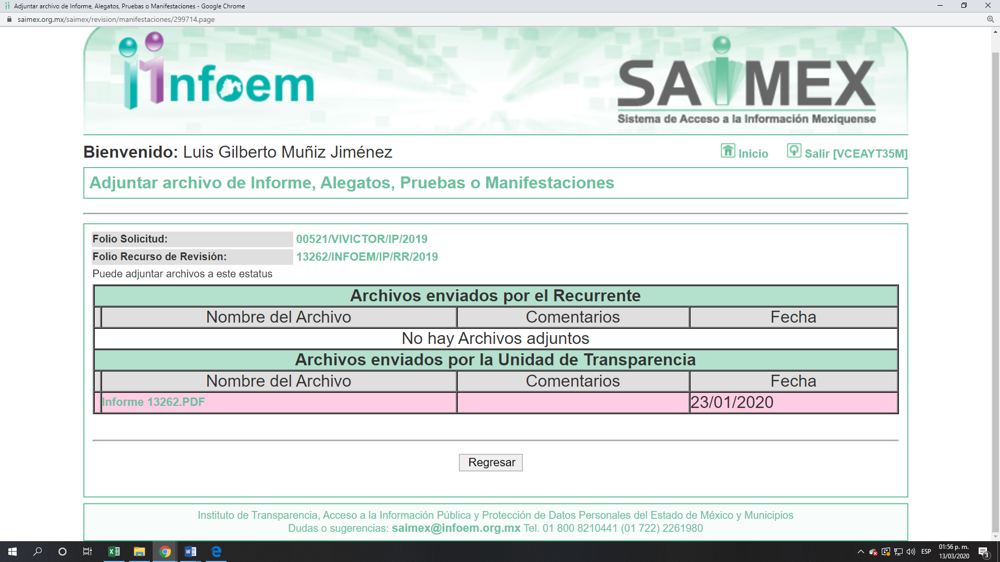 Adjuntar archivo de Informe, Alegatos, Pruebas o Manifestaciones - Google Chrome
saimex.org.mx/saimex/revision/manifestaciones/299714.page
infoem
SAIMEX
Sistema de Acceso a la Información Mexiquense
Bienvenido: Luis Gilberto Muñiz Jiménez
Inicio
Salir [VCEAYT35M]
Adjuntar archivo de Informe, Alegatos, Pruebas o Manifestaciones
Folio Solicitud: 00521/VIVICTOR/IP/2019
Folio Recurso de Revisión: 13262/INFOEM/IP/RR/2019
Puede adjuntar archivos a este estatus
Archivos enviados por el Recurrente
Nombre del Archivo Comentarios Fecha
No hay Archivos adjuntos
Archivos enviados por la Unidad de Transparencia
Nombre del Archivo Comentarios Fecha
Informe 13262.PDF 23/01/2020
Regresar
Instituto de Transparencia, Acceso a la Información Pública y Protección de Datos Personales del Estado de México y Municipios
Dudas o sugerencias: saimex@infoem.org.mx Tel. 01 800 8210441 (01 722) 2261980
ESP
01:56 p. m.
13/03/2020
3